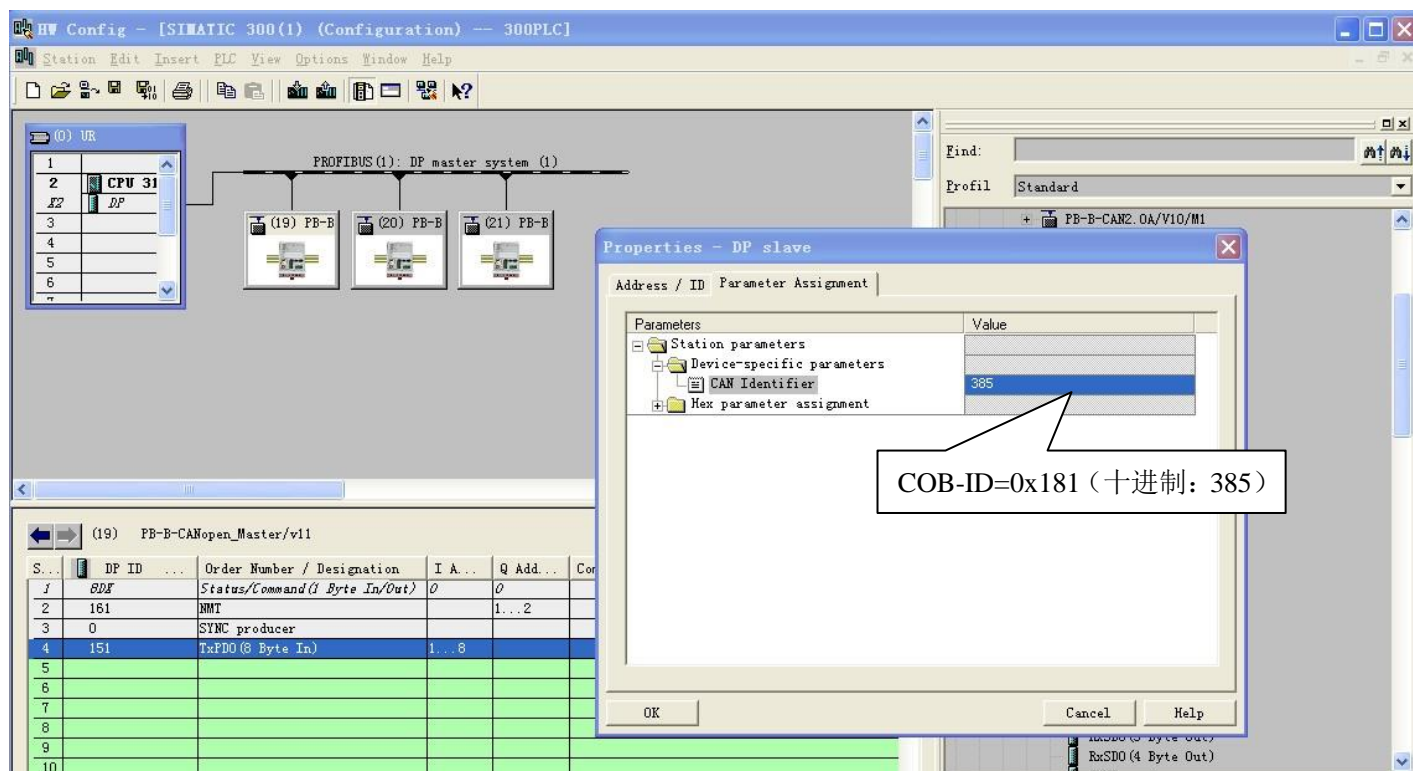 HW Config - [SIMATIC 300(1) (Configuration) -- 300PLC]
Station Edit Insert PLC View Options Window Help
(0) UR
1
2 CPU 31
X2 DP
3
4
5
6
7
PROFIBUS(1): DP master system (1)
(19) PB-B (20) PB-B (21) PB-B
Find:
Profil Standard
PB-B-CAN2.0A/V10/M1
Properties - DP slave
Address / ID Parameter Assignment
Parameters Value
Station parameters
Device-specific parameters
CAN Identifier 385
Hex parameter assignment
COB-ID=0x181（十进制：385）
OK Cancel Help
(19) PB-B-CANopen_Master/v11
S... DP ID ... Order Number / Designation I A... Q Add... Co
1 Status/Command(1 Byte In/Out) 0 0
2 161 NMT 1...2
3 0 SYNC producer
4 151 TxPDO(8 Byte In) 1...8
5
6
7
8
9
10
RxSDO(4 Byte Out)